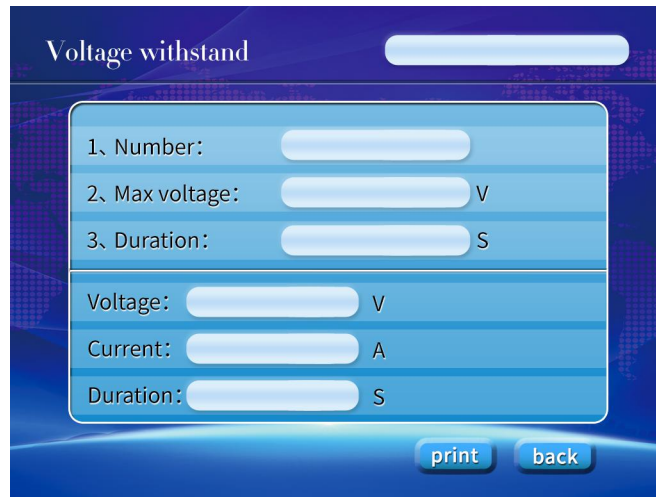 Voltage withstand
1、Number：
2、Max voltage： V
3、Duration： S
Voltage： V
Current： A
Duration： S
print back